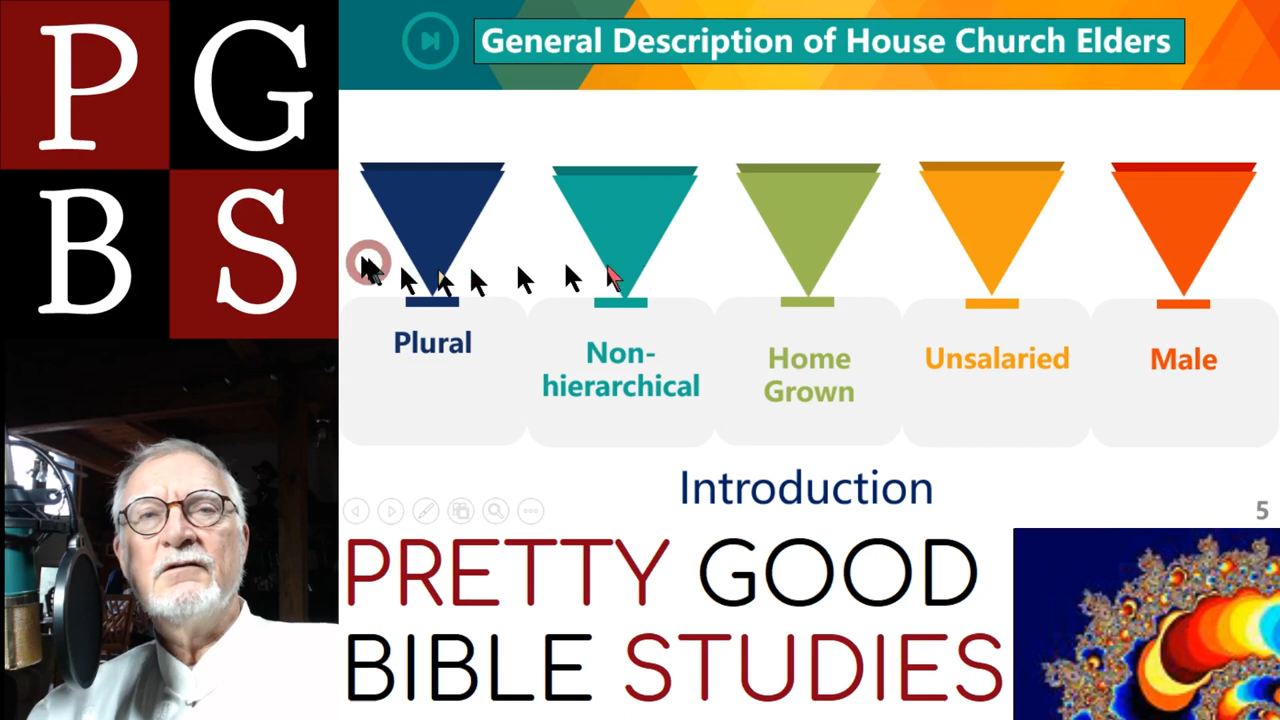 P G
B S
General Description of House Church Elders
Plural
Non-
hierarchical
Home
Grown
Unsalaried
Male
Introduction
5
PRETTY GOOD
BIBLE STUDIES